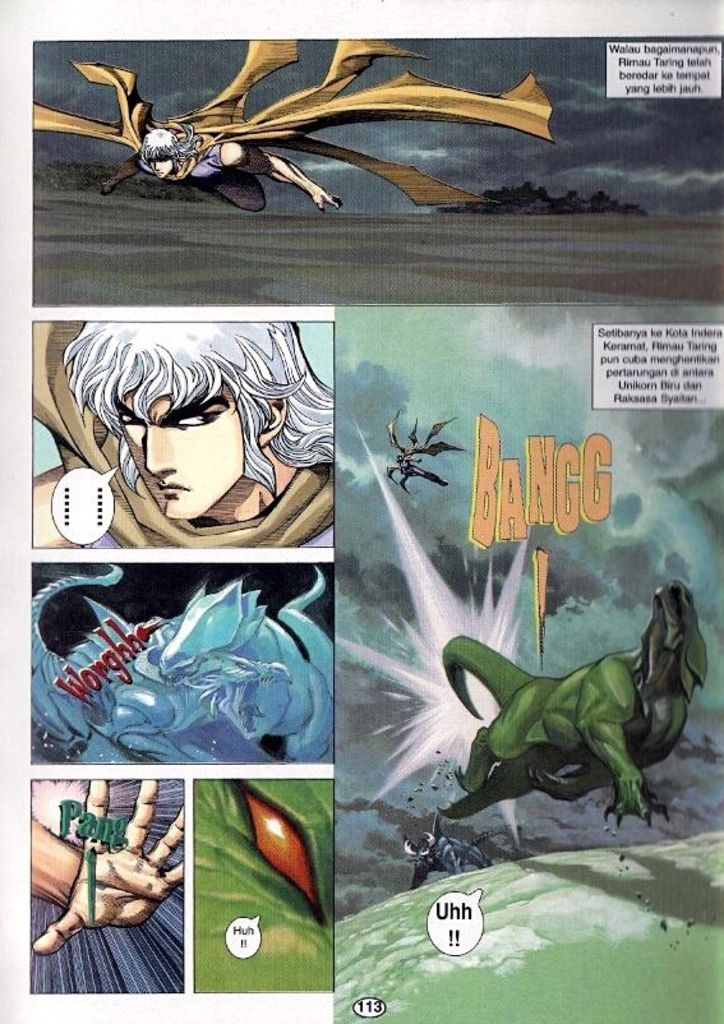 Walau bagaimanapun,
Rimau Taring telah
beredar ke tempat
yang lebih jauh.
Setibanya ke Kota Indera
Keramat, Rimau Taring
pun cuba menghentikan
pertarungan di antara
Unikorn Biru dan
Raksasa Syaitan...
BANGG
!
Worghhh
Pang
!
Huh
!!
Uhh
!!
113